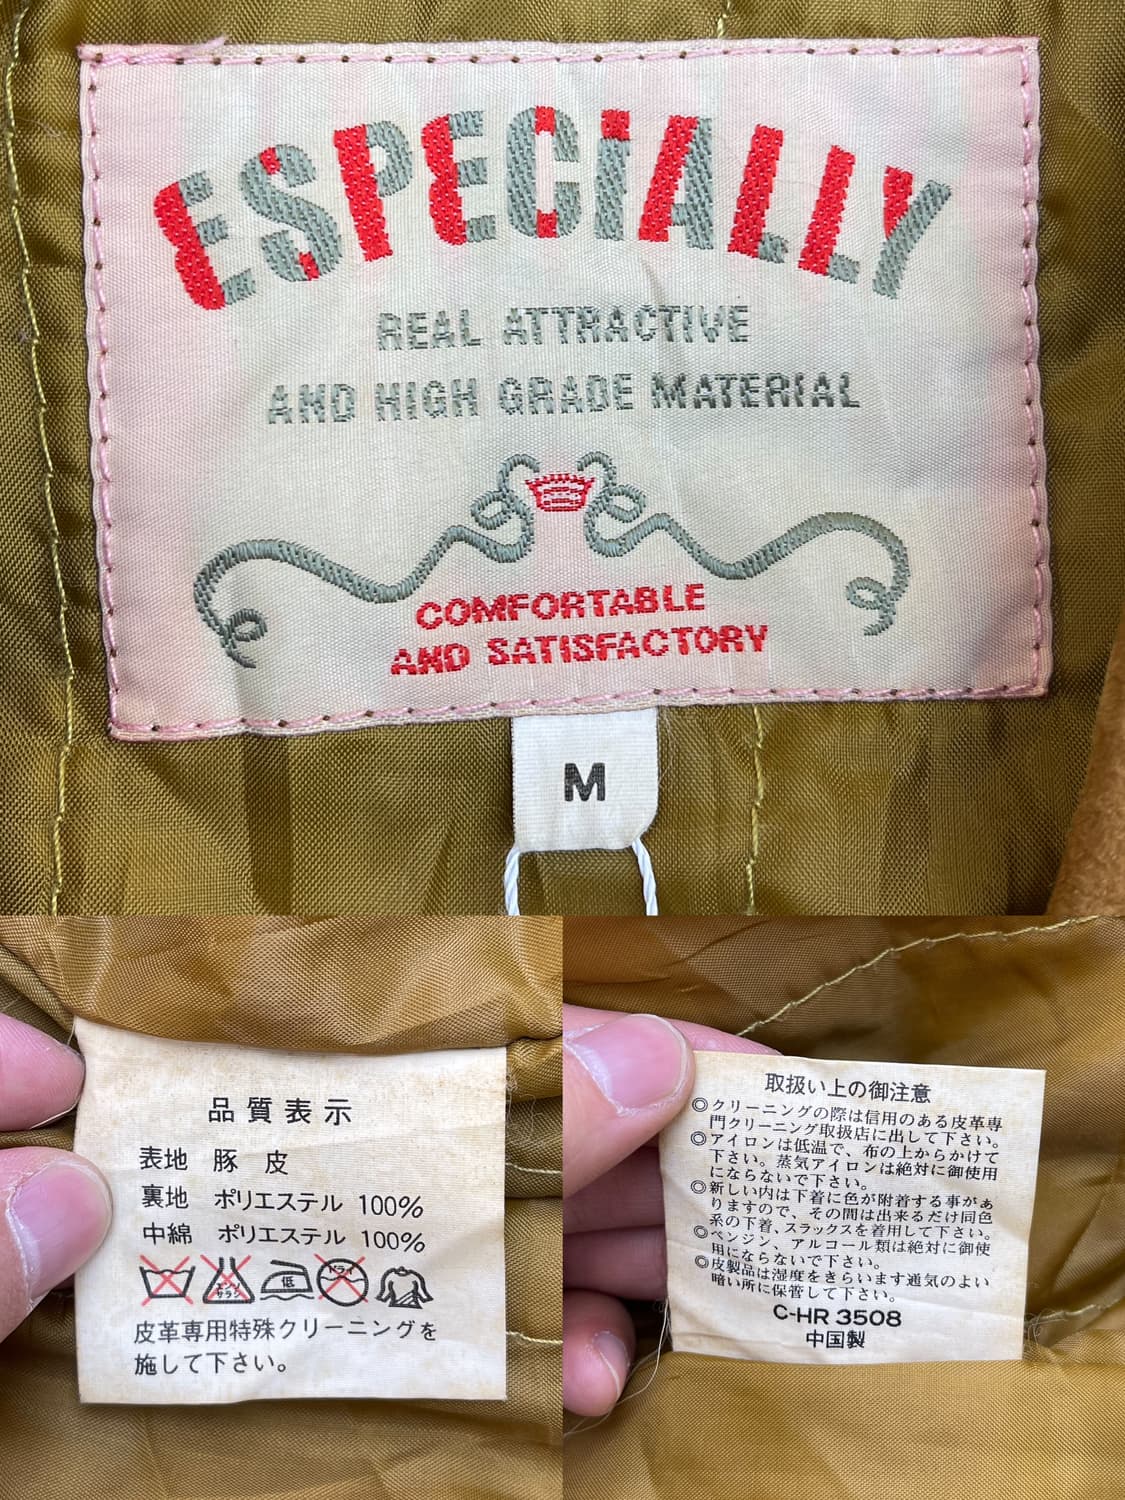 ESPECiALLY
REAL ATTRACTIVE
AND HIGH GRADE MATERIAL
COMFORTABLE
AND SATISFACTORY
M
品質表示
表地 豚 皮
裏地 ポリエステル 100%
中綿 ポリエステル 100%
エンソサラシ 低 ドライ
皮革専用特殊クリーニングを
施して下さい。
取扱い上の御注意
◎クリーニングの際は信用のある皮革専
門クリーニング取扱店に出して下さい。
◎アイロンは低温で、布の上からかけて
下さい。蒸気アイロンは絶対に御使用
にならないで下さい。
◎新しい内は下着に色が附着する事があ
りますので、その間は出来るだけ同色
系の下着、スラックスを着用して下さい。
◎ベンジン、アルコール類は絶対に御使
用にならないで下さい。
◎皮製品は湿度をきらいます通気のよい
暗い所に保管して下さい。
C-HR 3508
中国製